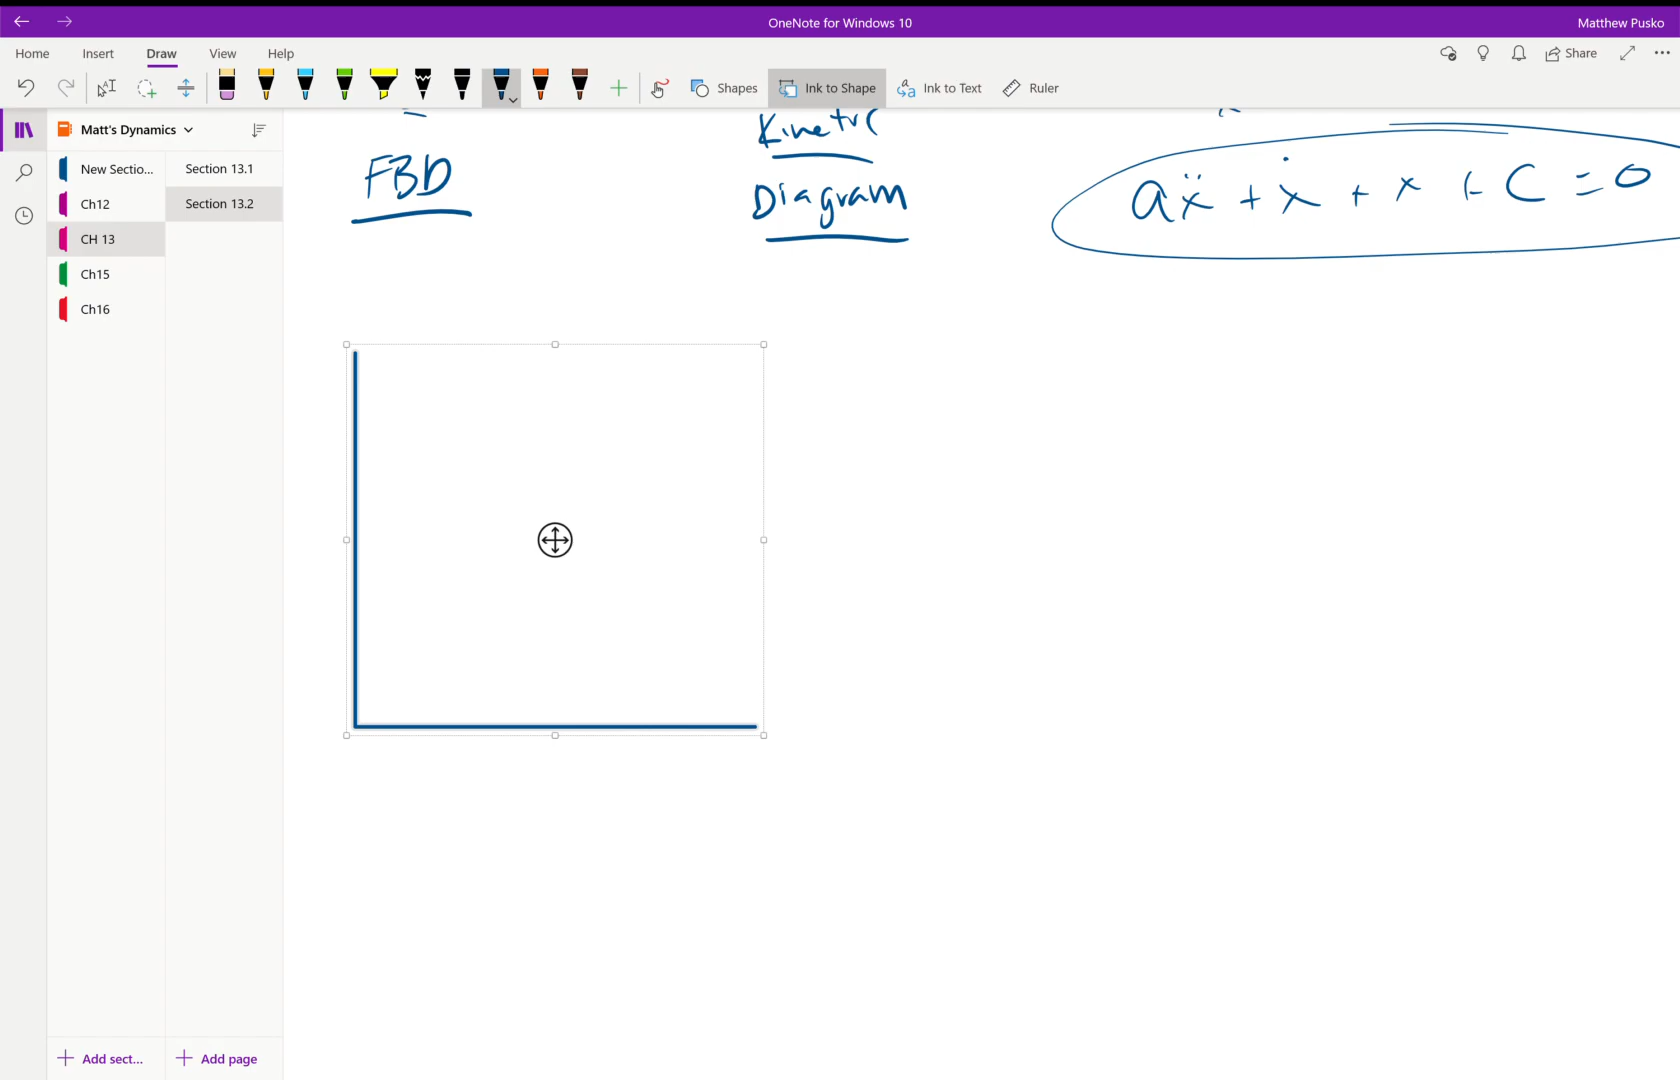 OneNote for Windows 10
Matthew Pusko
Home Insert Draw View Help
Share
Shapes Ink to Shape Ink to Text Ruler
Matt's Dynamics
New Sectio...
Ch12
CH 13
Ch15
Ch16
Section 13.1
Section 13.2
FBD
Kinetic
Diagram
aẍ + ẋ + x + C = 0
Add sect...
Add page